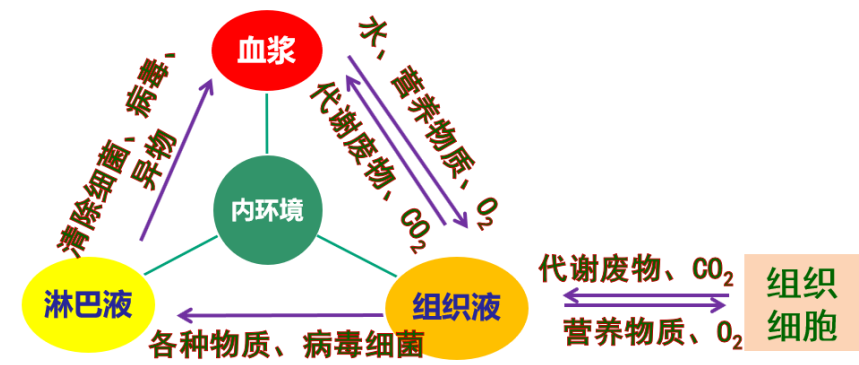 血浆
水、营养物质、O₂
代谢废物、CO₂
清除细菌、病毒、
异物
内环境
淋巴液
组织液
各种物质、病毒细菌
代谢废物、CO₂
营养物质、O₂
组织
细胞